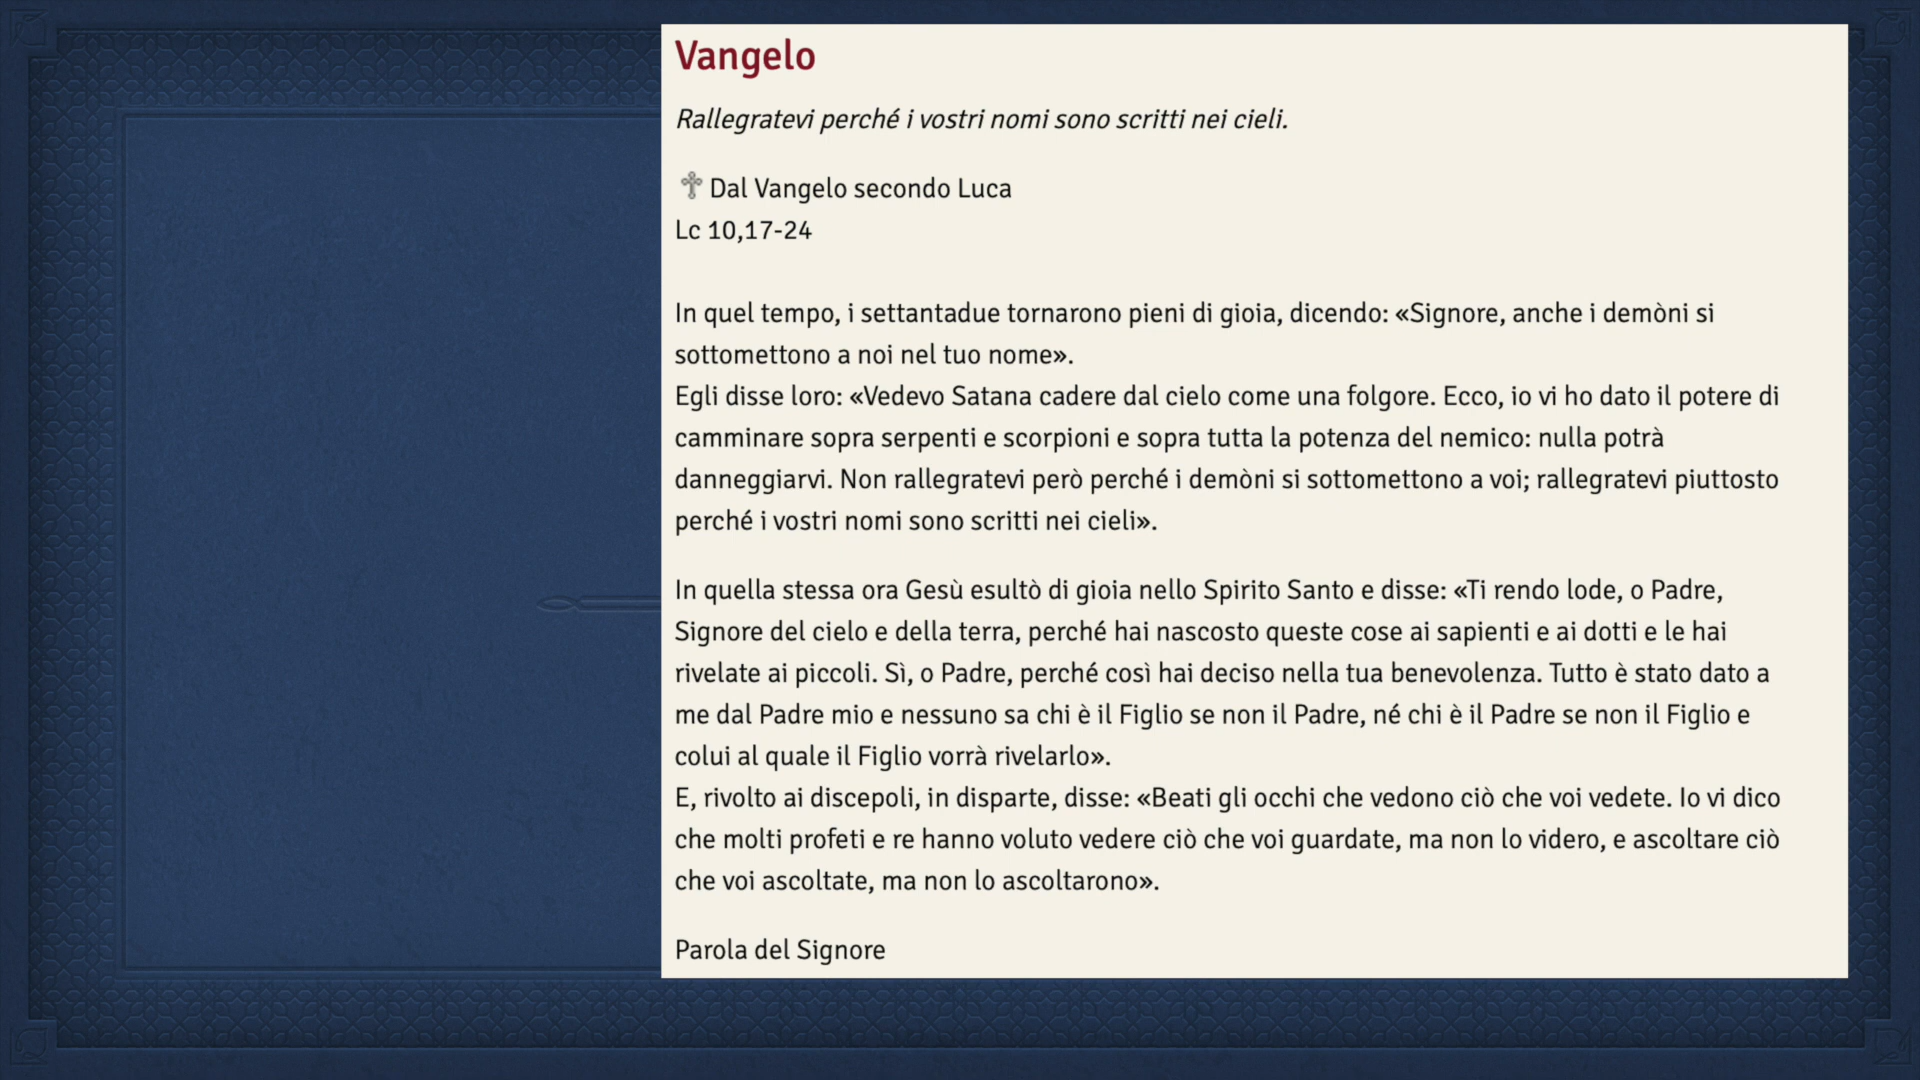 Vangelo
Rallegratevi perché i vostri nomi sono scritti nei cieli.
Dal Vangelo secondo Luca
Lc 10,17-24
In quel tempo, i settantadue tornarono pieni di gioia, dicendo: «Signore, anche i demòni si
sottomettono a noi nel tuo nome».
Egli disse loro: «Vedevo Satana cadere dal cielo come una folgore. Ecco, io vi ho dato il potere di
camminare sopra serpenti e scorpioni e sopra tutta la potenza del nemico: nulla potrà
danneggiarvi. Non rallegratevi però perché i demòni si sottomettono a voi; rallegratevi piuttosto
perché i vostri nomi sono scritti nei cieli».
In quella stessa ora Gesù esultò di gioia nello Spirito Santo e disse: «Ti rendo lode, o Padre,
Signore del cielo e della terra, perché hai nascosto queste cose ai sapienti e ai dotti e le hai
rivelate ai piccoli. Sì, o Padre, perché così hai deciso nella tua benevolenza. Tutto è stato dato a
me dal Padre mio e nessuno sa chi è il Figlio se non il Padre, né chi è il Padre se non il Figlio e
colui al quale il Figlio vorrà rivelarlo».
E, rivolto ai discepoli, in disparte, disse: «Beati gli occhi che vedono ciò che voi vedete. Io vi dico
che molti profeti e re hanno voluto vedere ciò che voi guardate, ma non lo videro, e ascoltare ciò
che voi ascoltate, ma non lo ascoltarono».
Parola del Signore